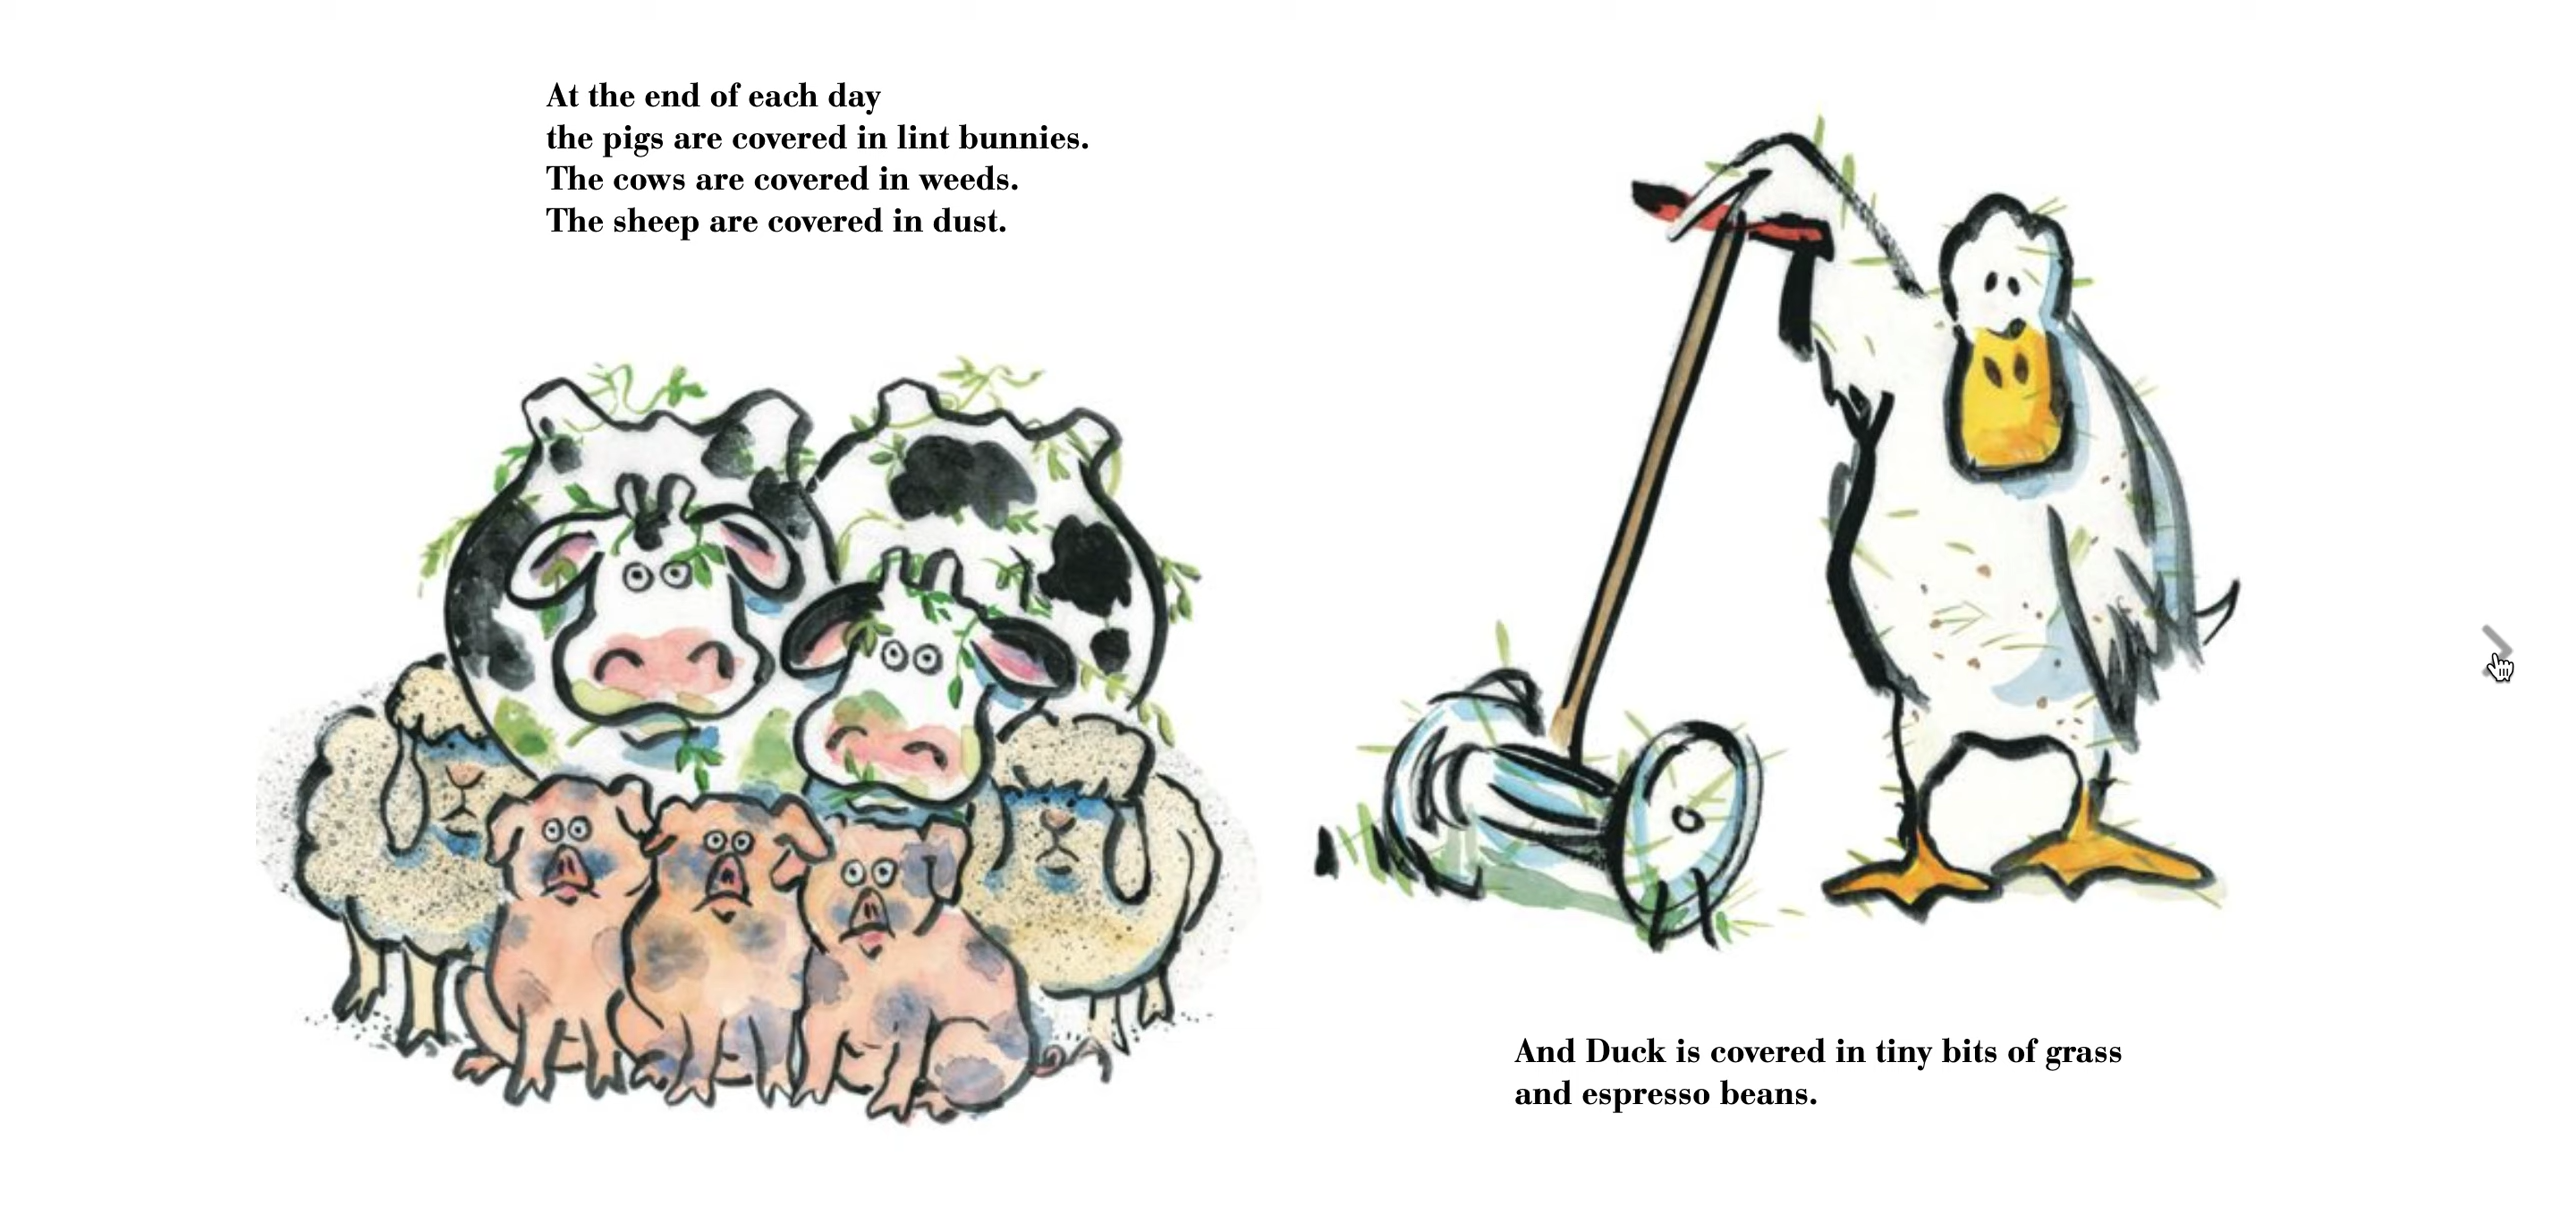 At the end of each day
the pigs are covered in lint bunnies.
The cows are covered in weeds.
The sheep are covered in dust.
And Duck is covered in tiny bits of grass
and espresso beans.